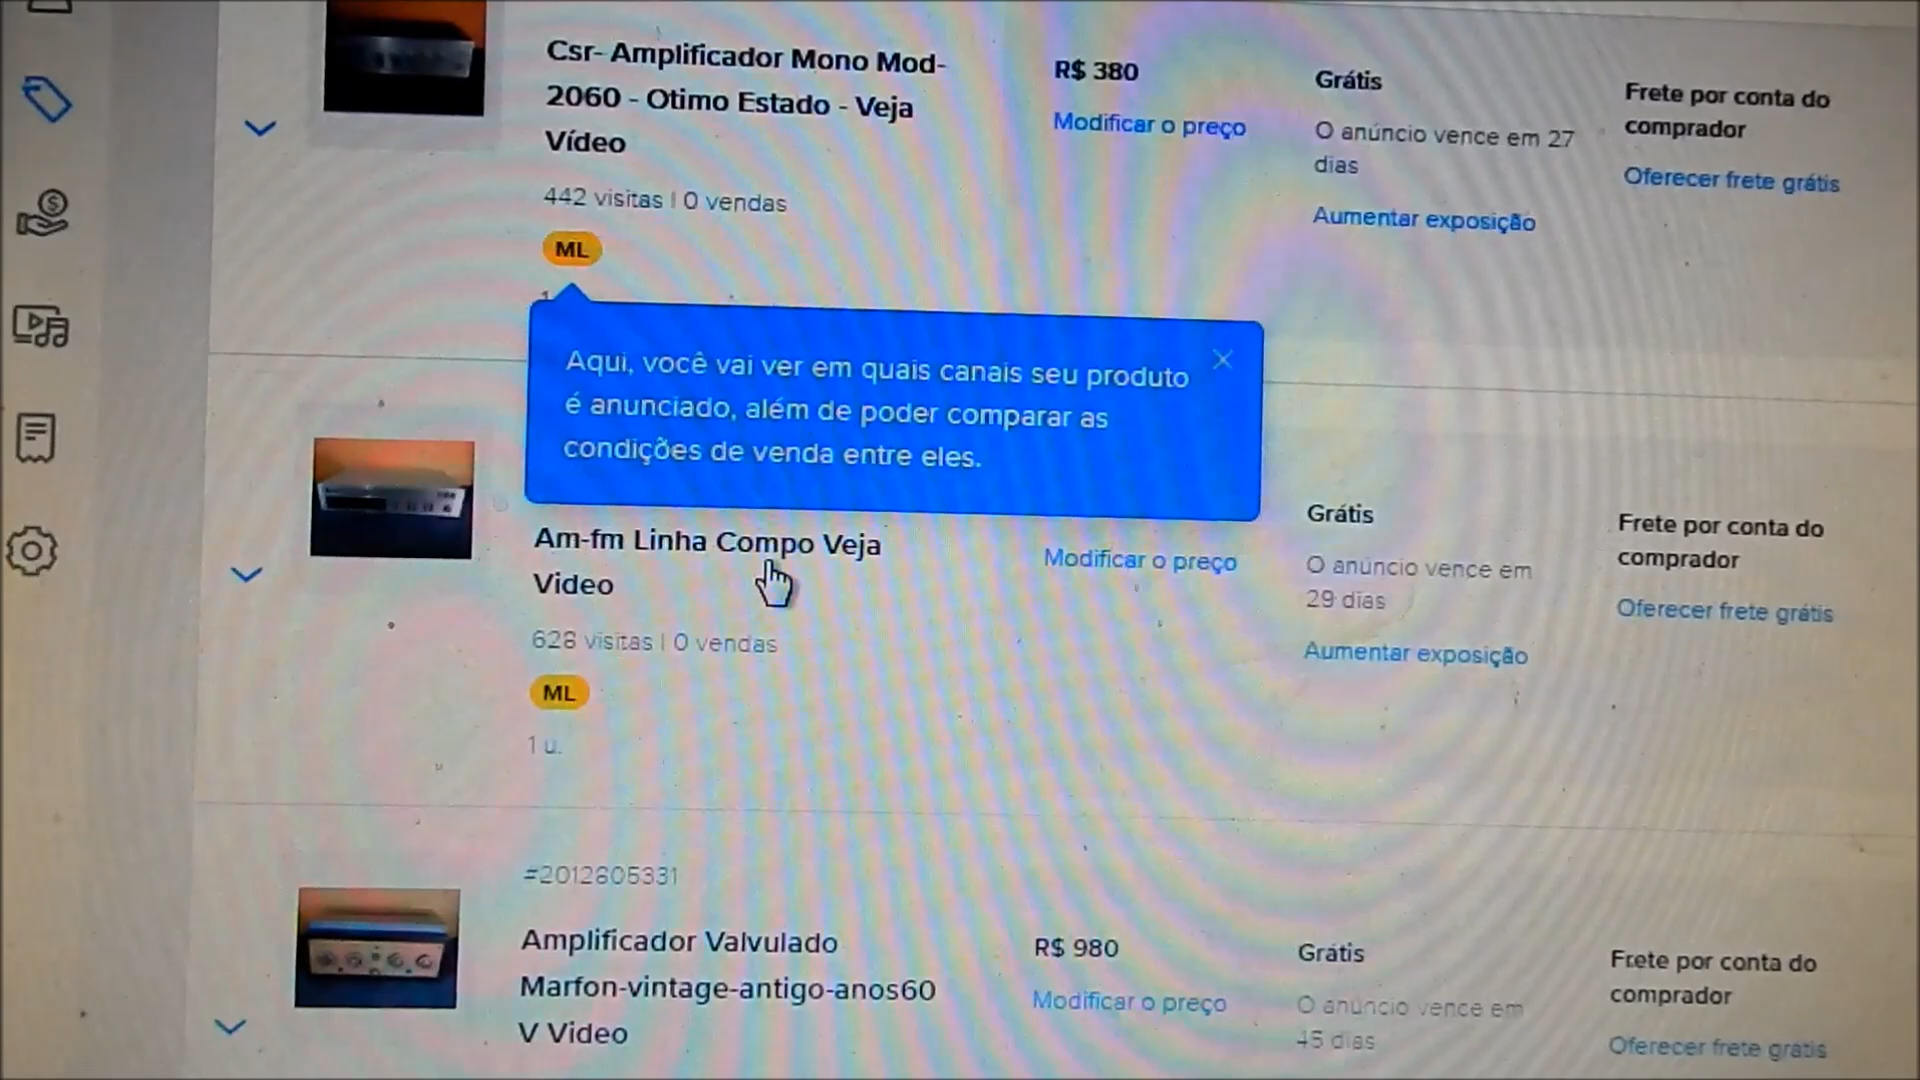 Csr- Amplificador Mono Mod-
2060 - Otimo Estado - Veja
Vídeo
442 visitas | 0 vendas
ML
R$ 380
Modificar o preço
Grátis
O anúncio vence em 27
dias
Aumentar exposição
Frete por conta do
comprador
Oferecer frete grátis
Aqui, você vai ver em quais canais seu produto
é anunciado, além de poder comparar as
condições de venda entre eles.
Am-fm Linha Compo Veja
Video
628 visitas | 0 vendas
ML
1 u.
Modificar o preço
Grátis
O anúncio vence em
29 dias
Aumentar exposição
Frete por conta do
comprador
Oferecer frete grátis
#2012605331
Amplificador Valvulado
Marfon-vintage-antigo-anos60
V Video
R$ 980
Modificar o preço
Grátis
O anúncio vence em
45 dias
Frete por conta do
comprador
Oferecer frete grátis